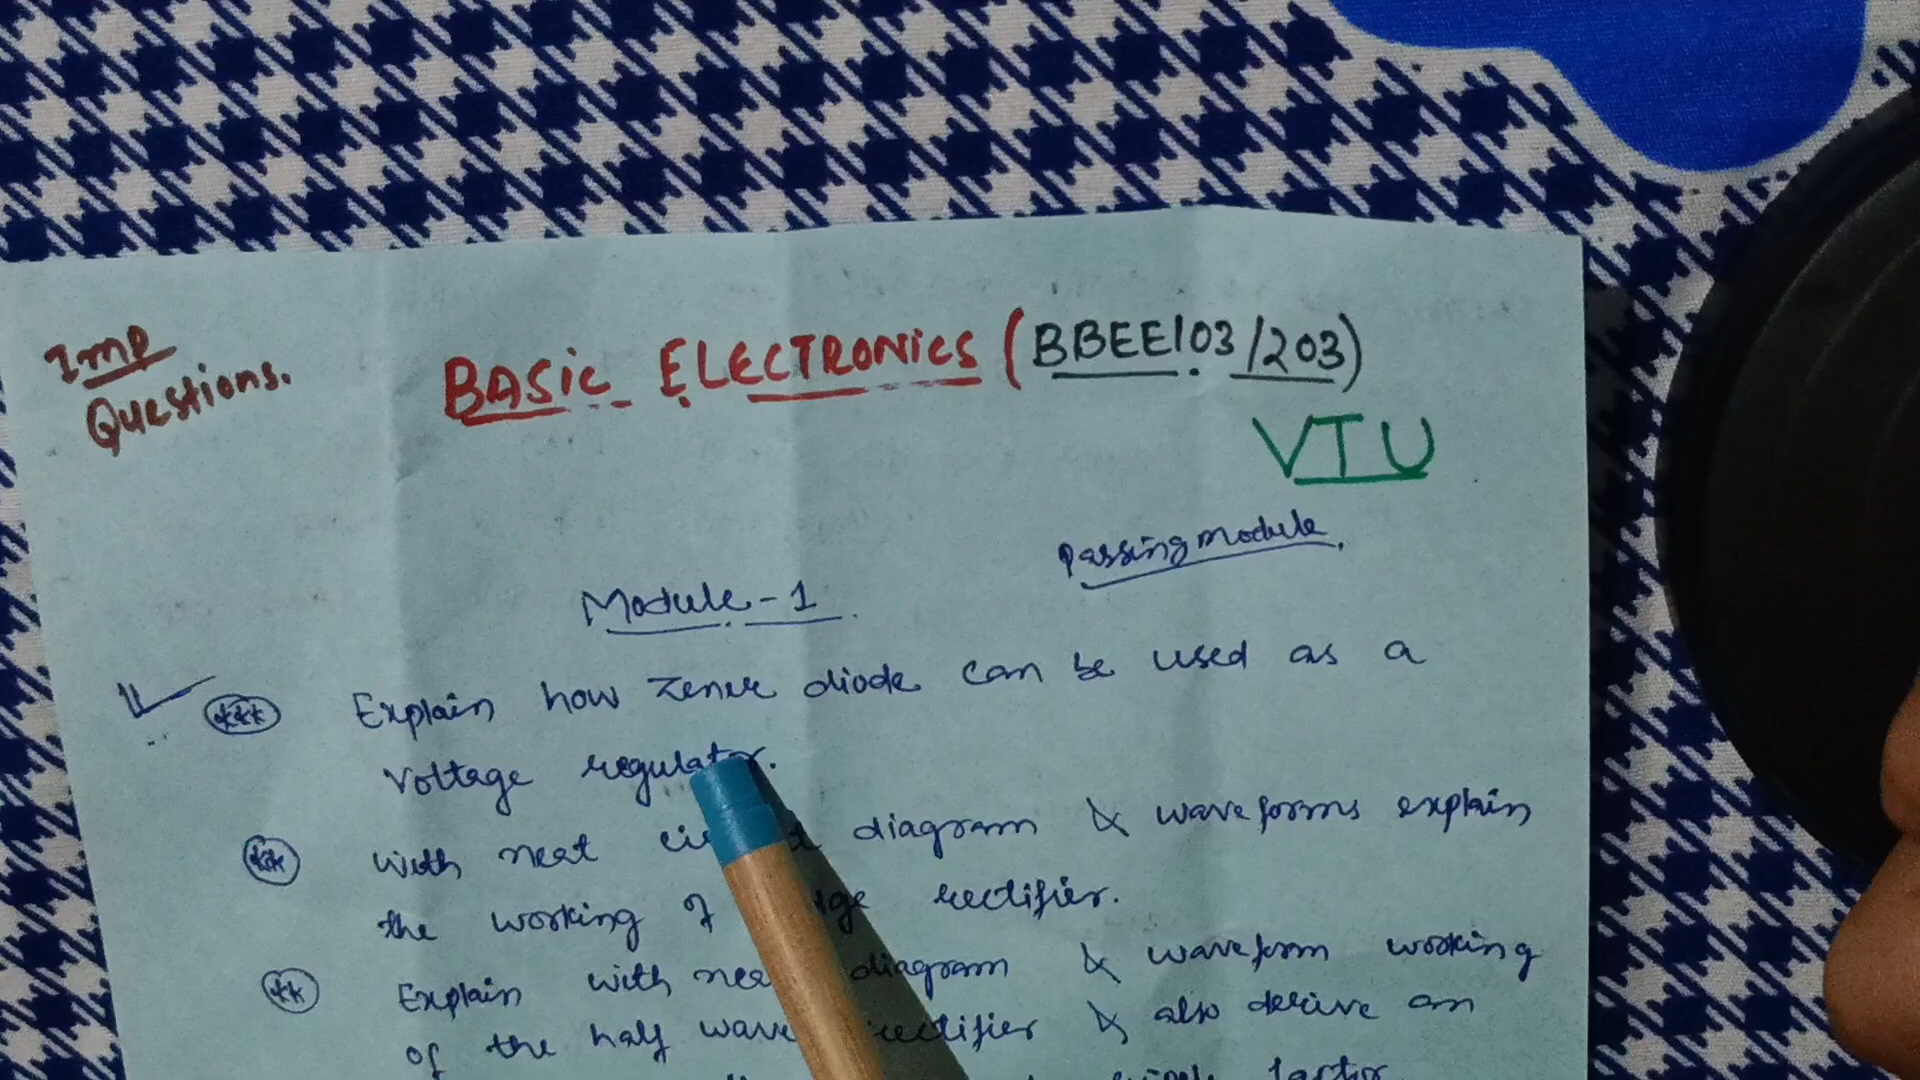 Imp
Questions.
BASIC ELECTRONICS (BBEE103/203)
VTU
Passing module.
Module-1
*** Explain how zener diode can be used as a
Voltage regulator.
** With neat diagram & waveforms explain
the working of rectifier.
** Explain with neat diagram & waveform working
of the half wave rectifier & also derive an
factor